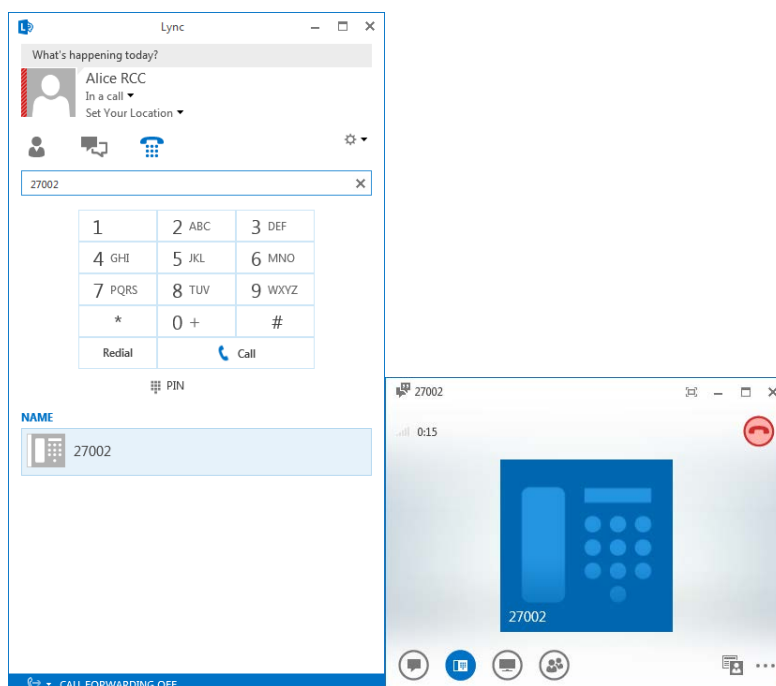 Lync
What's happening today?
Alice RCC
In a call
Set Your Location
27002
1 2 ABC 3 DEF
4 GHI 5 JKL 6 MNO
7 PQRS 8 TUV 9 WXYZ
* 0 + #
Redial Call
PIN
NAME
27002
CALL FORWARDING OFF
27002
0:15
27002